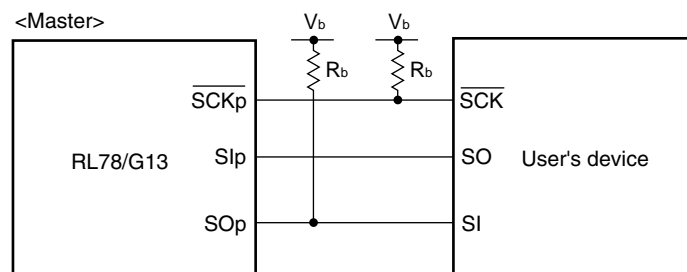 <Master>
Vb Vb
Rb Rb
SCKp SCK
SIp SO
RL78/G13 User's device
SOp SI